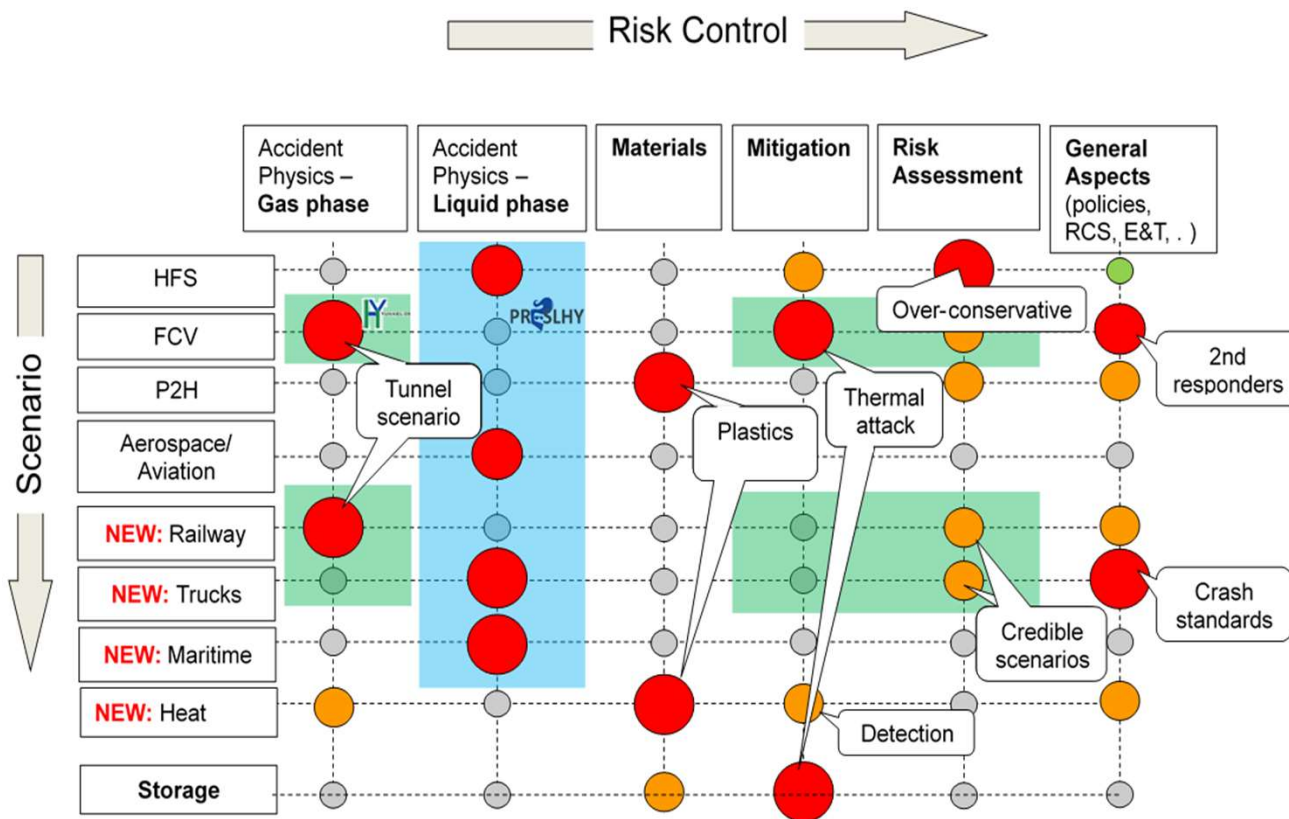 Risk Control
Accident
Physics –
Gas phase
Accident
Physics –
Liquid phase
Materials
Mitigation
Risk
Assessment
General
Aspects
(policies,
RCS, E&T, . )
Scenario
HFS
FCV
P2H
Aerospace/
Aviation
NEW: Railway
NEW: Trucks
NEW: Maritime
NEW: Heat
Storage
HY
PRESLHY
Over-conservative
2nd
responders
Tunnel
scenario
Plastics
Thermal
attack
Crash
standards
Credible
scenarios
Detection